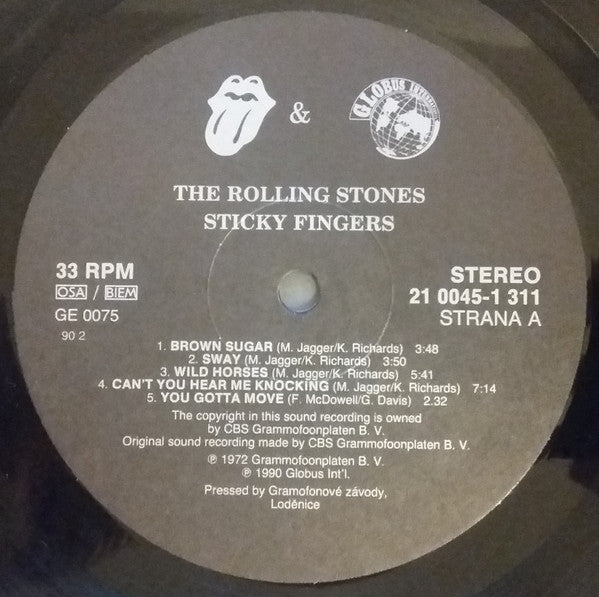 &
GLOBUS INTERNATIONAL
THE ROLLING STONES
STICKY FINGERS
33 RPM
OSA / BIEM
GE 0075
90 2
STEREO
21 0045-1 311
STRANA A
1. BROWN SUGAR (M. Jagger/K. Richards) 3:48
2. SWAY (M. Jagger/K. Richards) 3:50
3. WILD HORSES (M. Jagger/K. Richards) 5:41
4. CAN'T YOU HEAR ME KNOCKING (M. Jagger/K. Richards) 7:14
5. YOU GOTTA MOVE (F. McDowell/G. Davis) 2.32
The copyright in this sound recording is owned
by CBS Grammofoonplaten B. V.
Original sound recording made by CBS Grammofoonplaten B. V.
℗ 1972 Grammofoonplaten B. V.
℗ 1990 Globus Int'l.
Pressed by Gramofonové závody,
Loděnice